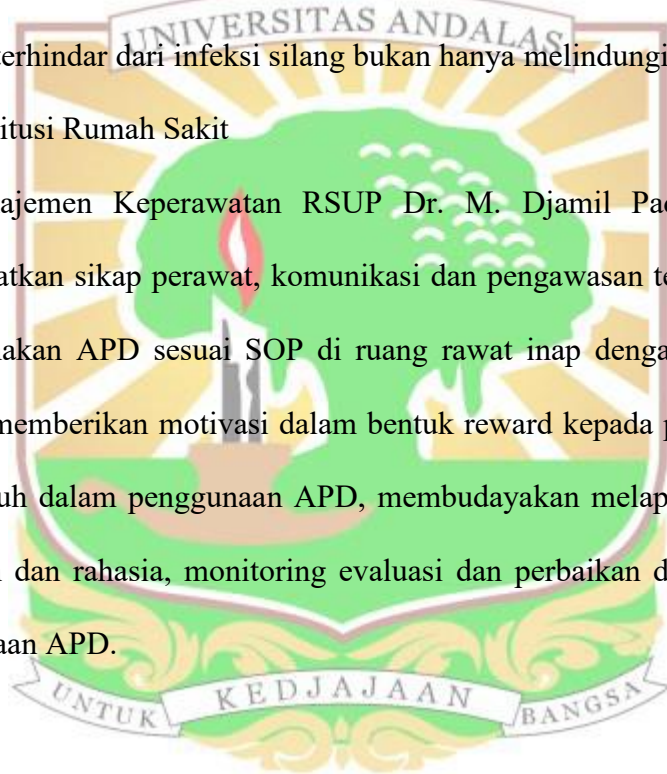 UNIVERSITAS ANDALAS
terhindar dari infeksi silang bukan hanya melindungi
itusi Rumah Sakit
ajemen Keperawatan RSUP Dr. M. Djamil Pa
atkan sikap perawat, komunikasi dan pengawasan te
akan APD sesuai SOP di ruang rawat inap denga
memberikan motivasi dalam bentuk reward kepada p
uh dalam penggunaan APD, membudayakan melap
dan rahasia, monitoring evaluasi dan perbaikan d
aan APD.
UNTUK KEDJAJAAN BANGSA